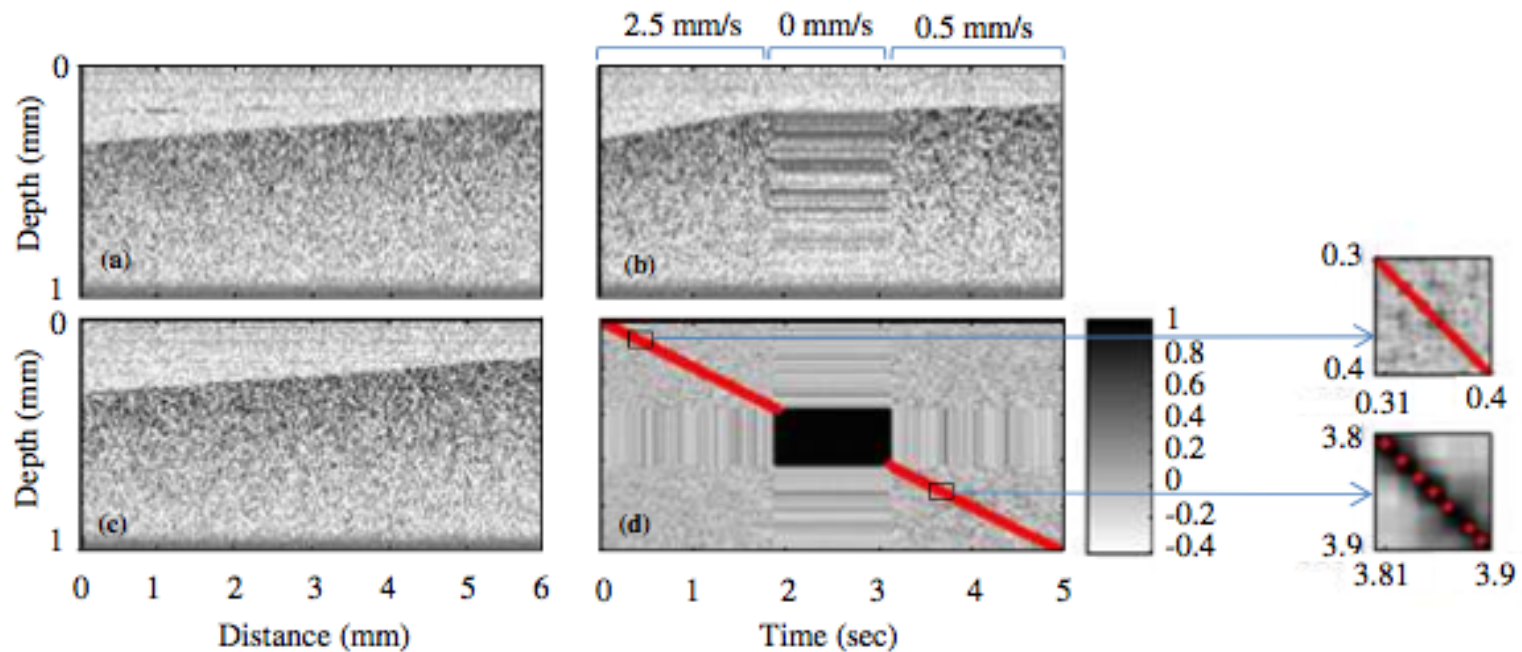 2.5 mm/s 0 mm/s 0.5 mm/s
0
Depth (mm)
1
(a)
(b)
0
Depth (mm)
1
(c)
(d)
0 1 2 3 4 5 6
Distance (mm)
0 1 2 3 4 5
Time (sec)
1
0.8
0.6
0.4
0.2
0
-0.2
-0.4
0.3
0.4
0.31 0.4
3.8
3.9
3.81 3.9